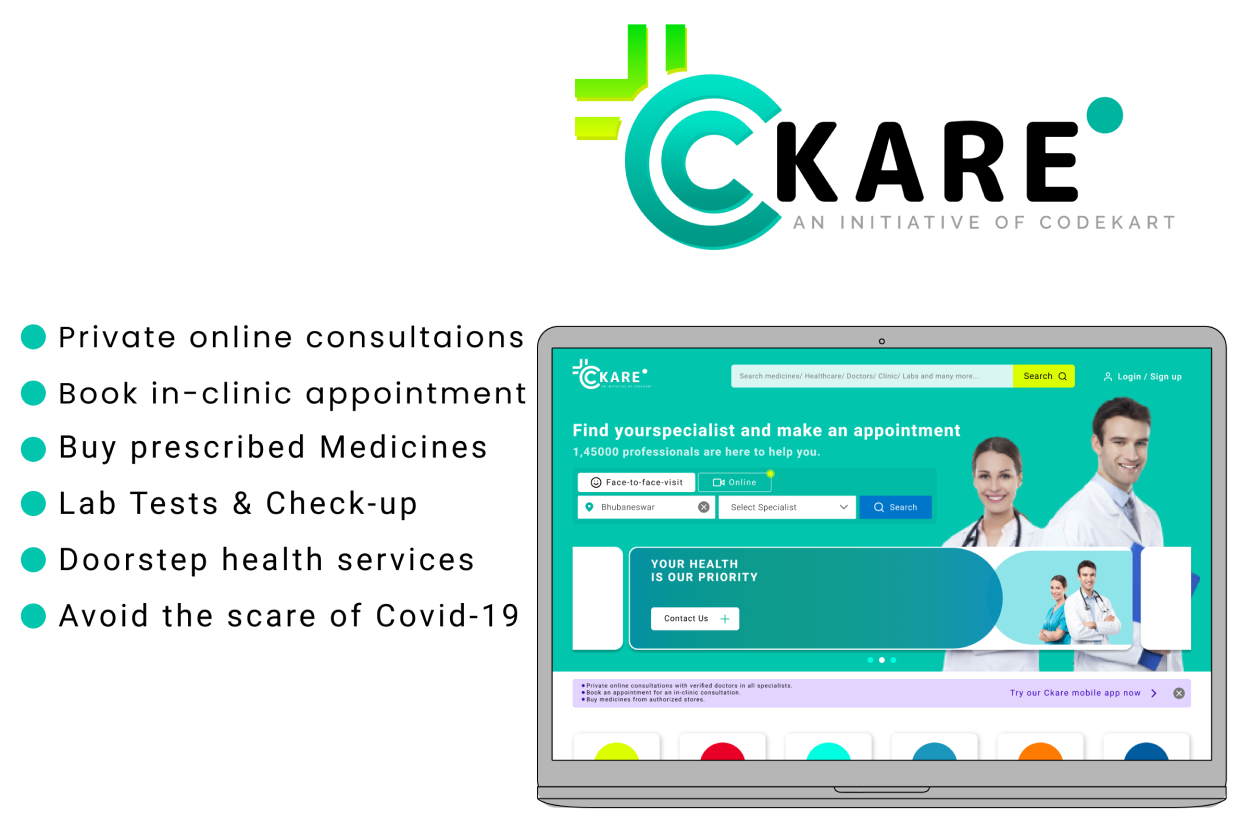 CKARE
AN INITIATIVE OF CODEKART
Private online consultaions
Book in-clinic appointment
Buy prescribed Medicines
Lab Tests & Check-up
Doorstep health services
Avoid the scare of Covid-19
CKARE
AN INITIATIVE OF CODEKART
Search medicines/ Healthcare/ Doctors/ Clinic/ Labs and many more...
Search
Login / Sign up
Find yourspecialist and make an appointment
1,45000 professionals are here to help you.
Face-to-face-visit
Online
Bhubaneswar
Select Specialist
Search
YOUR HEALTH
IS OUR PRIORITY
Contact Us
Private online consultations with verified doctors in all specialists.
Book an appointment for an in-clinic consultation.
Buy medicines from authorized stores.
Try our Ckare mobile app now